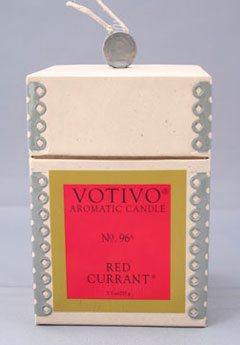 VOTIVO®
AROMATIC CANDLE
No. 96
RED
CURRANT®